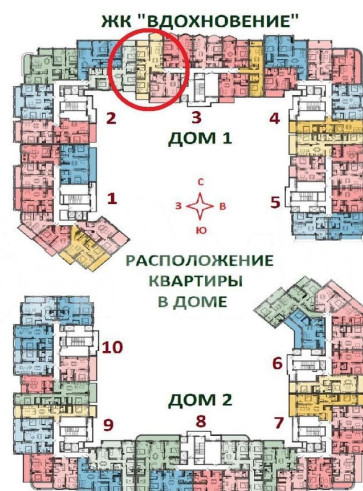 ЖК "ВДОХНОВЕНИЕ"
2
3
4
ДОМ 1
1
5
С
З В
Ю
РАСПОЛОЖЕНИЕ
КВАРТИРЫ
В ДОМЕ
10
6
ДОМ 2
9
8
7